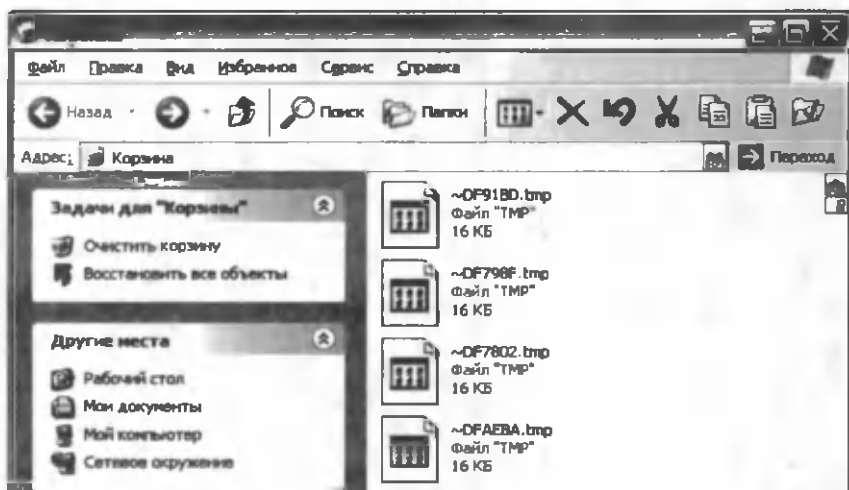 Файл Правка Вид Избранное Сервис Справка
Назад Поиск Папки
Адрес: Корзина Переход
Задачи для "Корзины"
Очистить корзину
Восстановить все объекты
Другие места
Рабочий стол
Мои документы
Мой компьютер
Сетевое окружение
~DF91BD.tmp
Файл "TMP"
16 КБ
~DF798F.tmp
Файл "TMP"
16 КБ
~DF7802.tmp
Файл "TMP"
16 КБ
~DFAEBA.tmp
Файл "TMP"
16 КБ